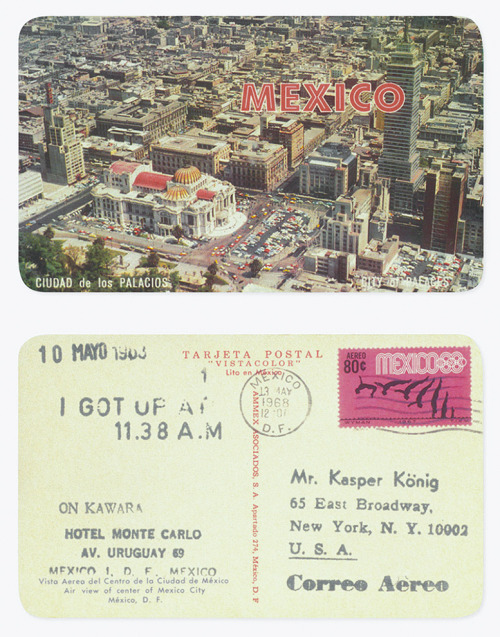 MEXICO
CIUDAD de los PALACIOS
CITY of PALACES
10 MAYO 1968
TARJETA POSTAL
"VISTACOLOR"
Lito en México
1
I GOT UP AT
11.38 A.M
MEXICO
13 MAY
1968
D. F.
AEREO
80¢
MEXICO68
AMMEX ASOCIADOS, S. A. Apartado 274, México, D. F.
Mr. Kasper König
65 East Broadway,
New York, N. Y. 10002
U. S. A.
Correo Aereo
ON KAWARA
HOTEL MONTE CARLO
AV. URUGUAY 69
MEXICO 1, D. F. MEXICO
Vista Aerea del Centro de la Ciudad de México
Air view of center of Mexico City
México, D. F.